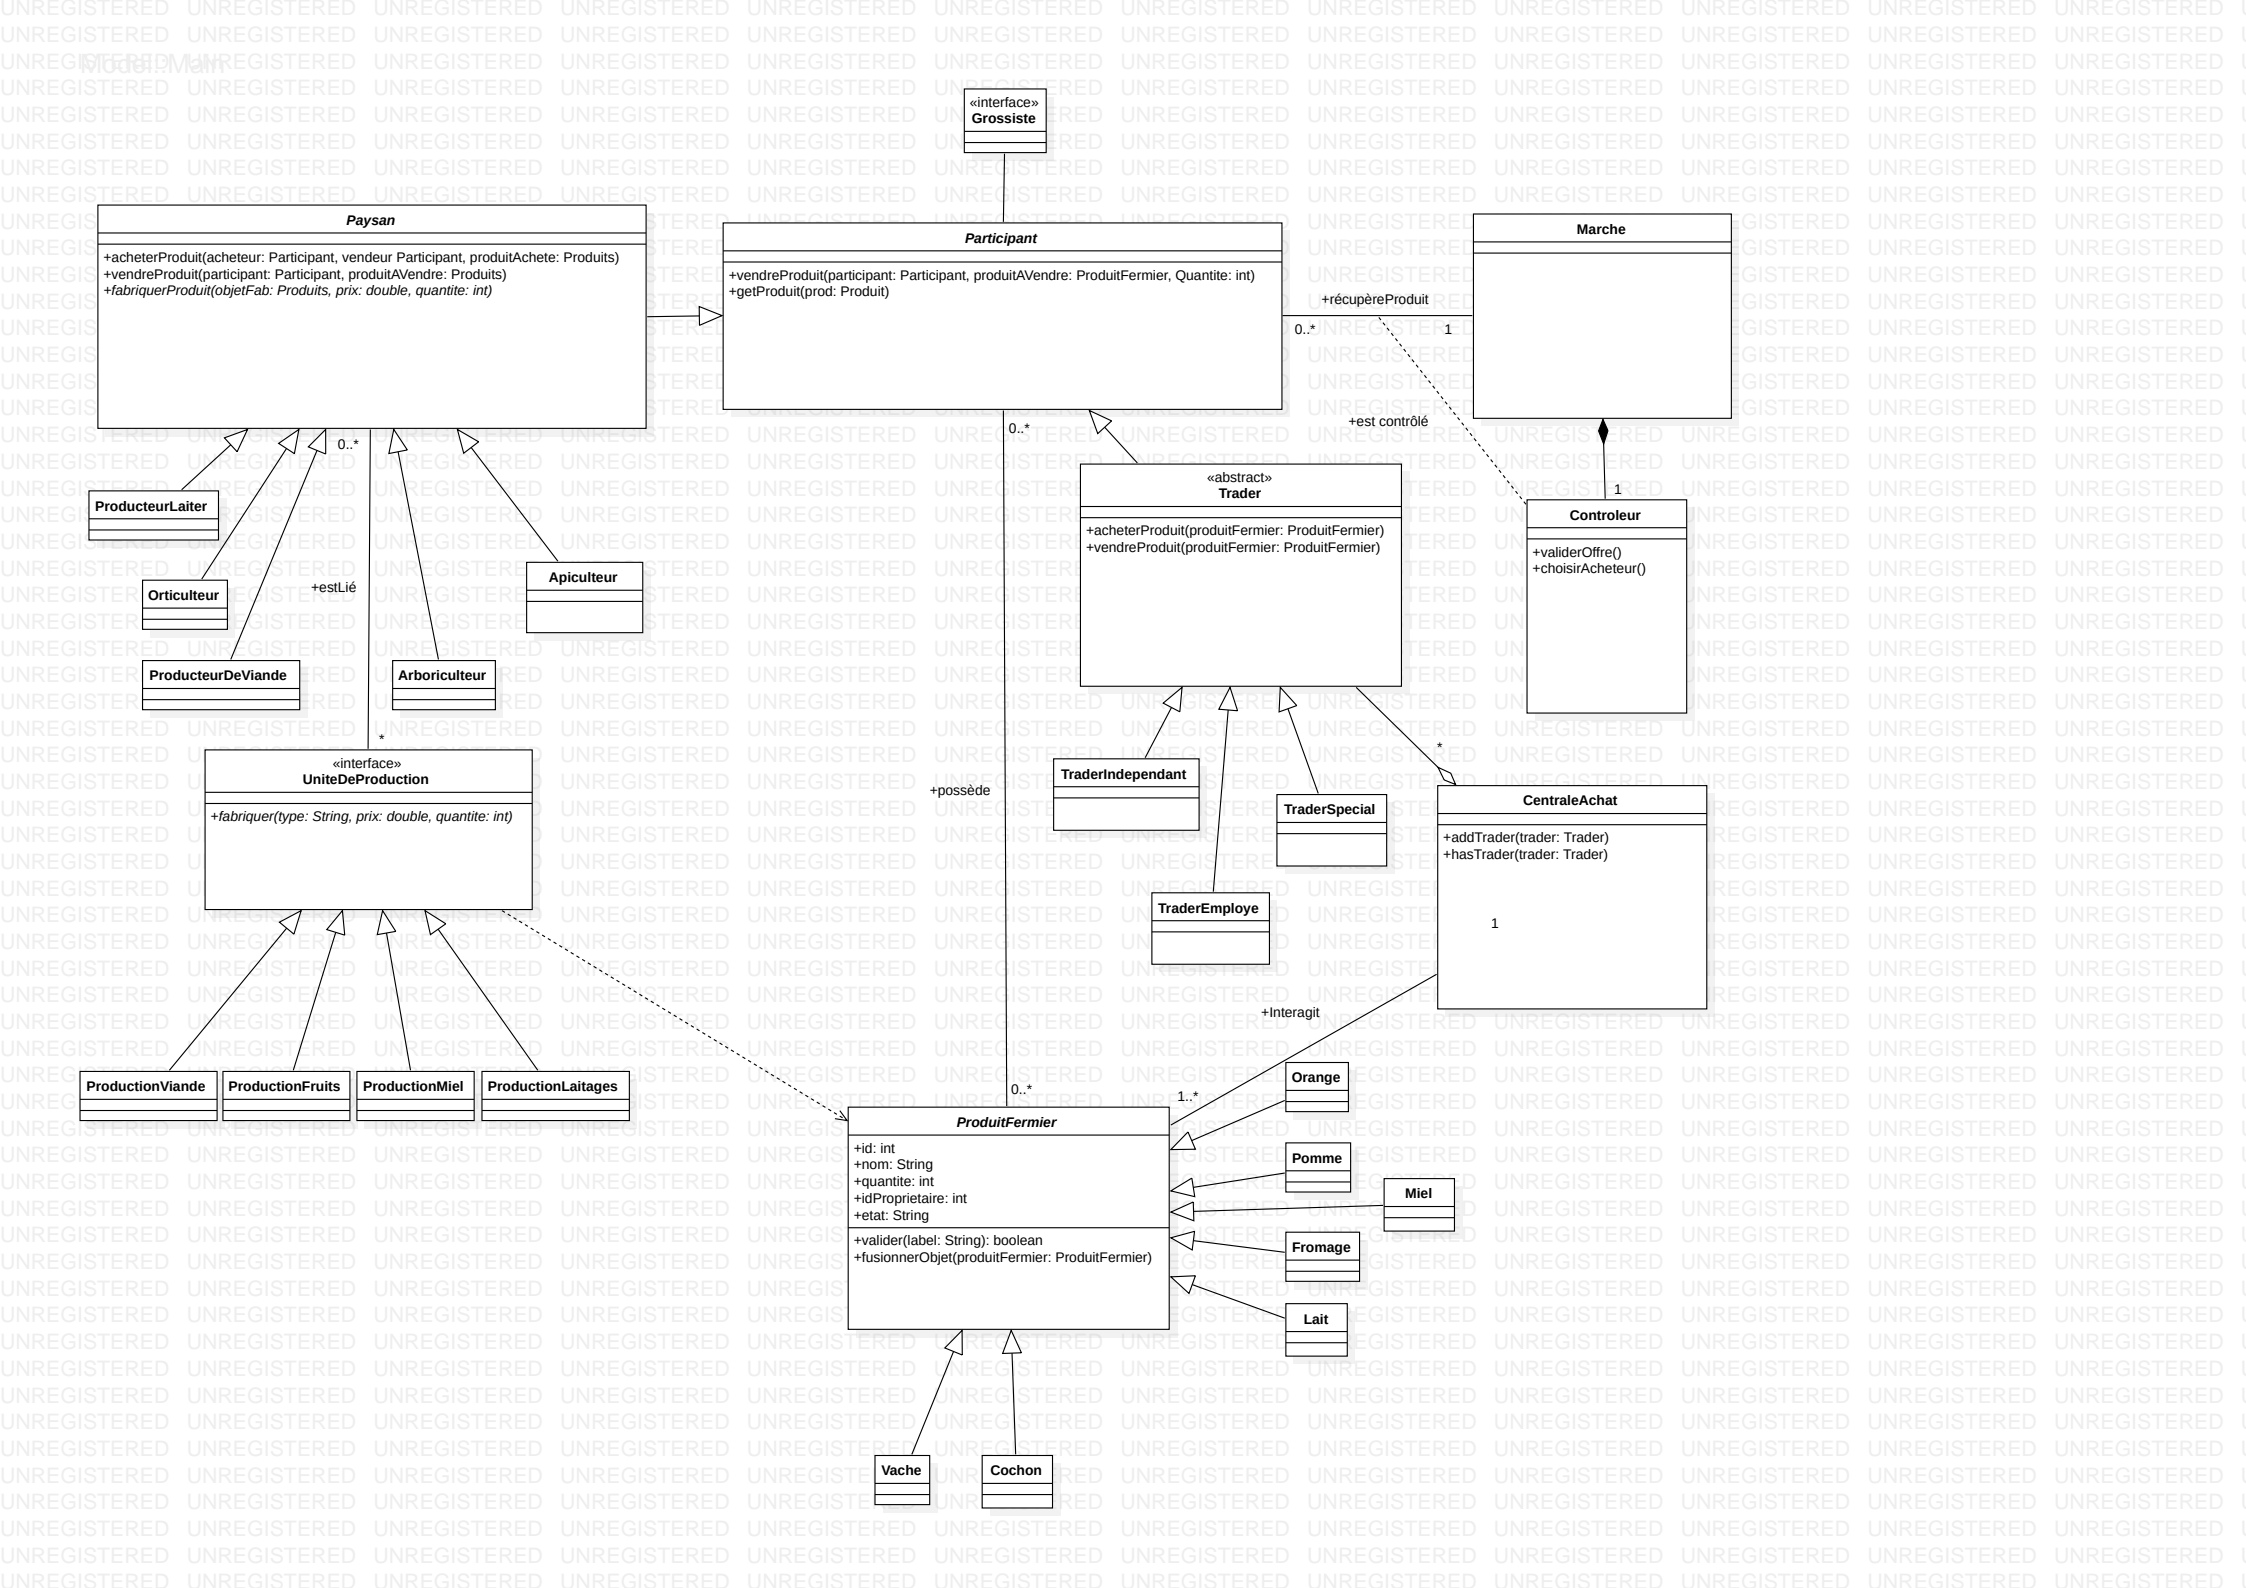 Model::Main
«interface»
Grossiste
Paysan
+acheterProduit(acheteur: Participant, vendeur Participant, produitAchete: Produits)
+vendreProduit(participant: Participant, produitAVendre: Produits)
+fabriquerProduit(objetFab: Produits, prix: double, quantite: int)
Participant
+vendreProduit(participant: Participant, produitAVendre: ProduitFermier, Quantite: int)
+getProduit(prod: Produit)
Marche
+récupèreProduit
0..*
1
+est contrôlé
0..*
0..*
1
«abstract»
Trader
+acheterProduit(produitFermier: ProduitFermier)
+vendreProduit(produitFermier: ProduitFermier)
Controleur
+validerOffre()
+choisirAcheteur()
ProducteurLaiter
Orticulteur
+estLié
Apiculteur
ProducteurDeViande
Arboriculteur
*
*
«interface»
UniteDeProduction
+fabriquer(type: String, prix: double, quantite: int)
+possède
TraderIndependant
TraderSpecial
TraderEmploye
CentraleAchat
+addTrader(trader: Trader)
+hasTrader(trader: Trader)
1
+Interagit
ProductionViande
ProductionFruits
ProductionMiel
ProductionLaitages
0..*
1..*
Orange
ProduitFermier
+id: int
+nom: String
+quantite: int
+idProprietaire: int
+etat: String
+valider(label: String): boolean
+fusionnerObjet(produitFermier: ProduitFermier)
Pomme
Miel
Fromage
Lait
Vache
Cochon
UNREGISTERED